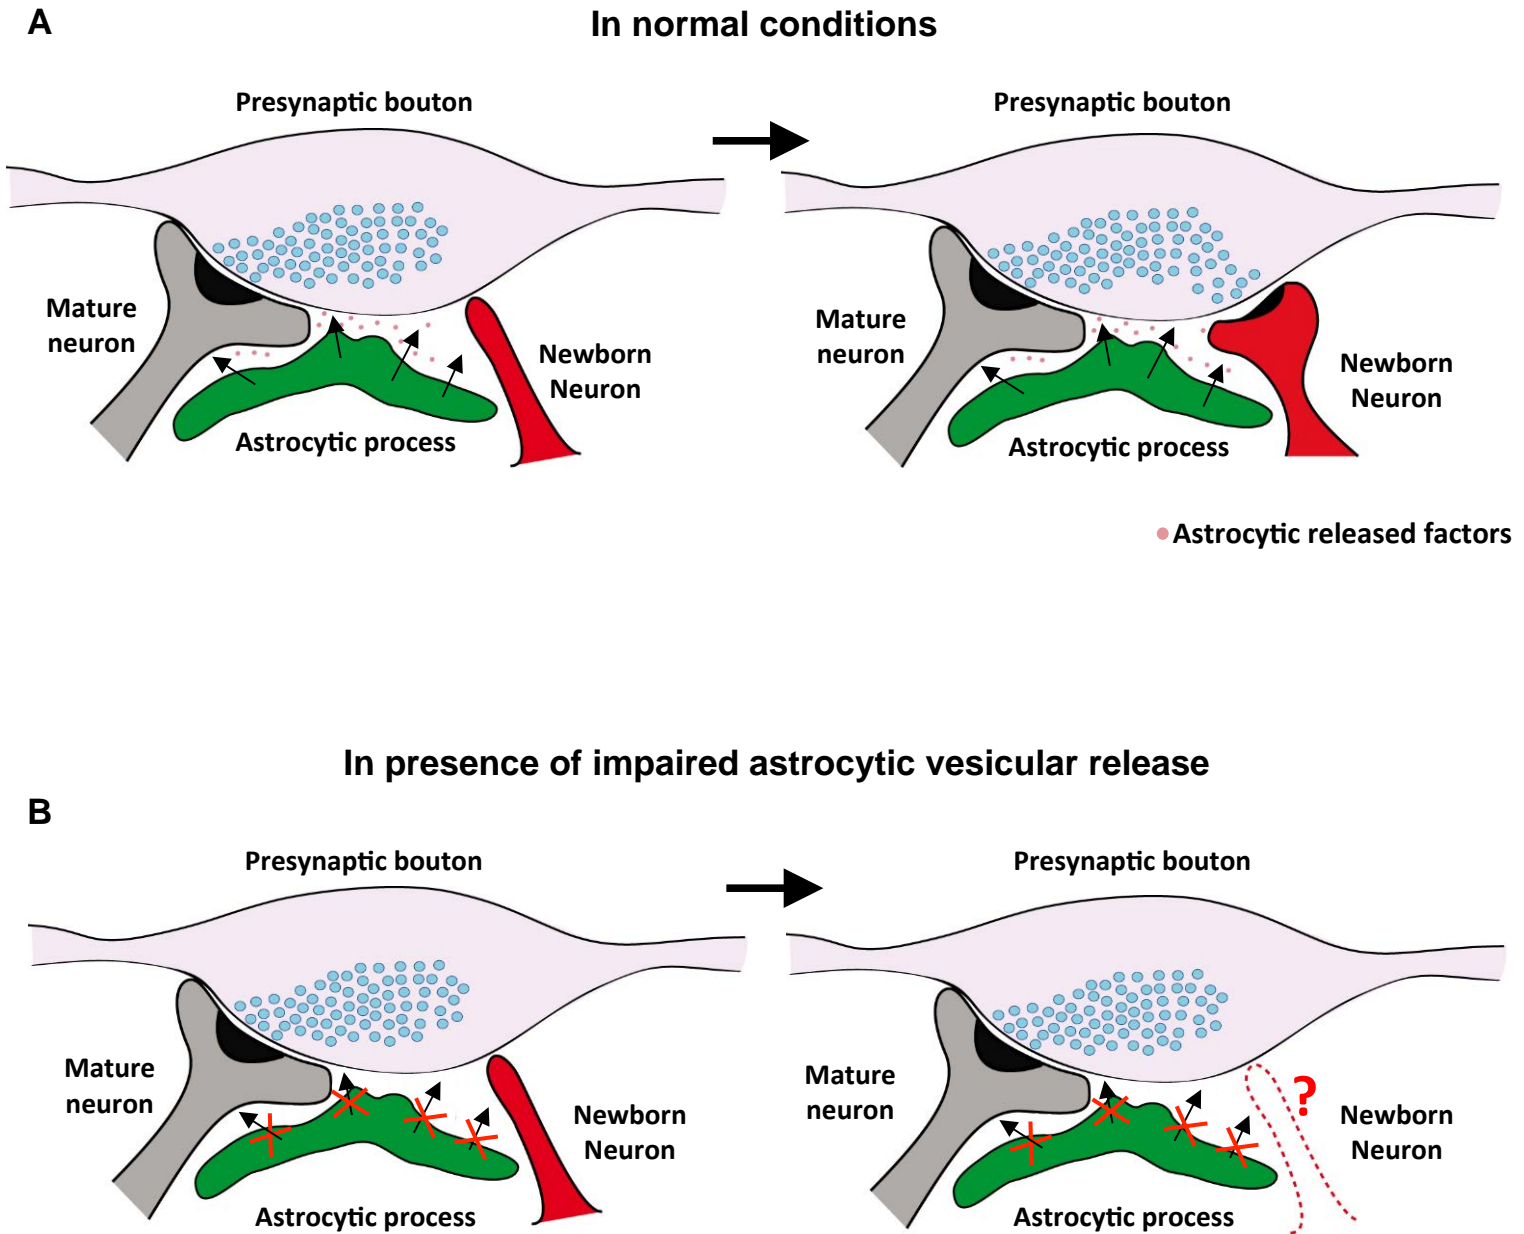 A
In normal conditions
Presynaptic bouton
Presynaptic bouton
Mature
neuron
Newborn
Neuron
Astrocytic process
Mature
neuron
Newborn
Neuron
Astrocytic process
Astrocytic released factors
In presence of impaired astrocytic vesicular release
B
Presynaptic bouton
Presynaptic bouton
Mature
neuron
Newborn
Neuron
Astrocytic process
Mature
neuron
?
Newborn
Neuron
Astrocytic process